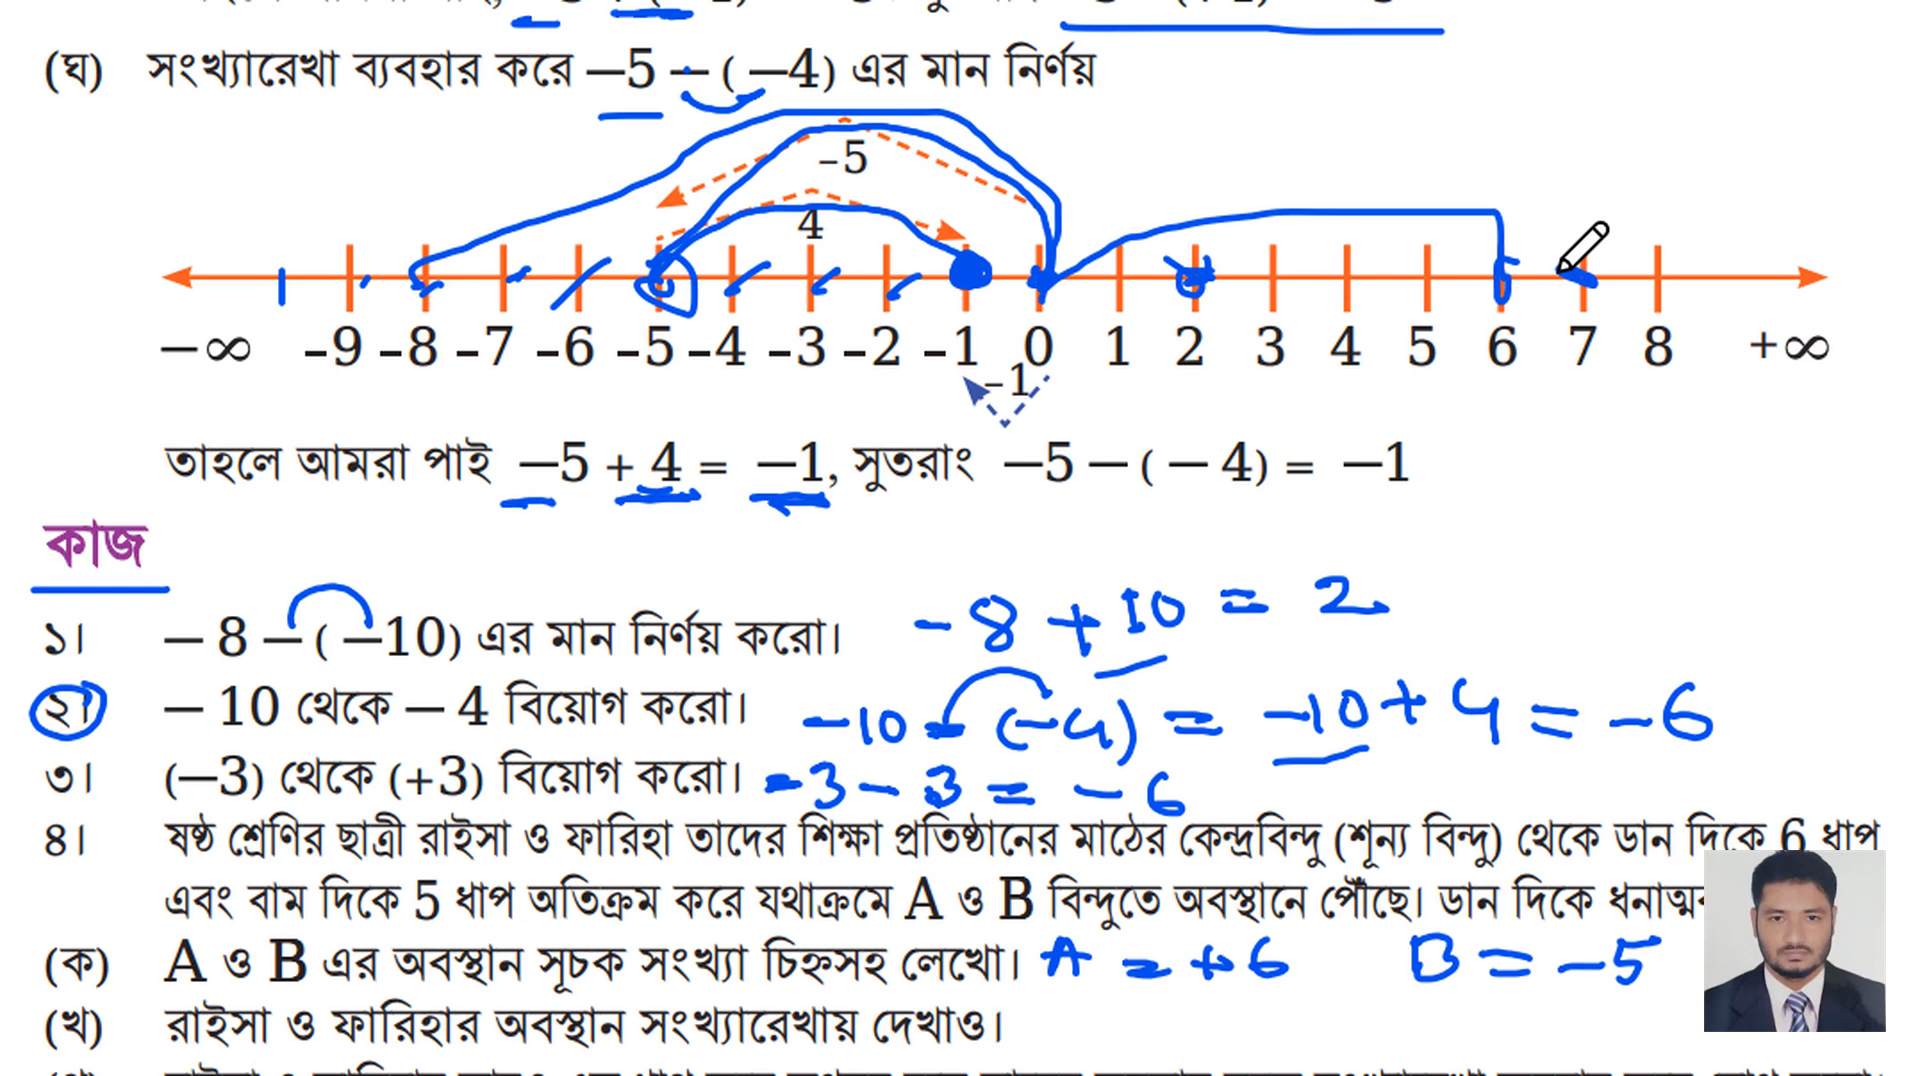 (ঘ) সংখ্যারেখা ব্যবহার করে —5 — ( —4) এর মান নির্ণয়
–5
4
—∞ –9 –8 –7 –6 –5 –4 –3 –2 –1 0 1 2 3 4 5 6 7 8 +∞
–1
তাহলে আমরা পাই —5 + 4 = —1, সুতরাং —5 — ( — 4) = —1
কাজ
১। — 8 — ( —10) এর মান নির্ণয় করো। -8 + 10 = 2
২। — 10 থেকে — 4 বিয়োগ করো। -10 - (-4) = -10 + 4 = -6
৩। (—3) থেকে (+3) বিয়োগ করো। -3 - 3 = -6
৪। ষষ্ঠ শ্রেণির ছাত্রী রাইসা ও ফারিহা তাদের শিক্ষা প্রতিষ্ঠানের মাঠের কেন্দ্রবিন্দু (শূন্য বিন্দু) থেকে ডান দিকে 6 ধাপ
এবং বাম দিকে 5 ধাপ অতিক্রম করে যথাক্রমে A ও B বিন্দুতে অবস্থানে পৌঁছে। ডান দিকে
(ক) A ও B এর অবস্থান সূচক সংখ্যা চিহ্নসহ লেখো। A = +6 B = -5
(খ) রাইসা ও ফারিহার অবস্থান সংখ্যারেখায় দেখাও।